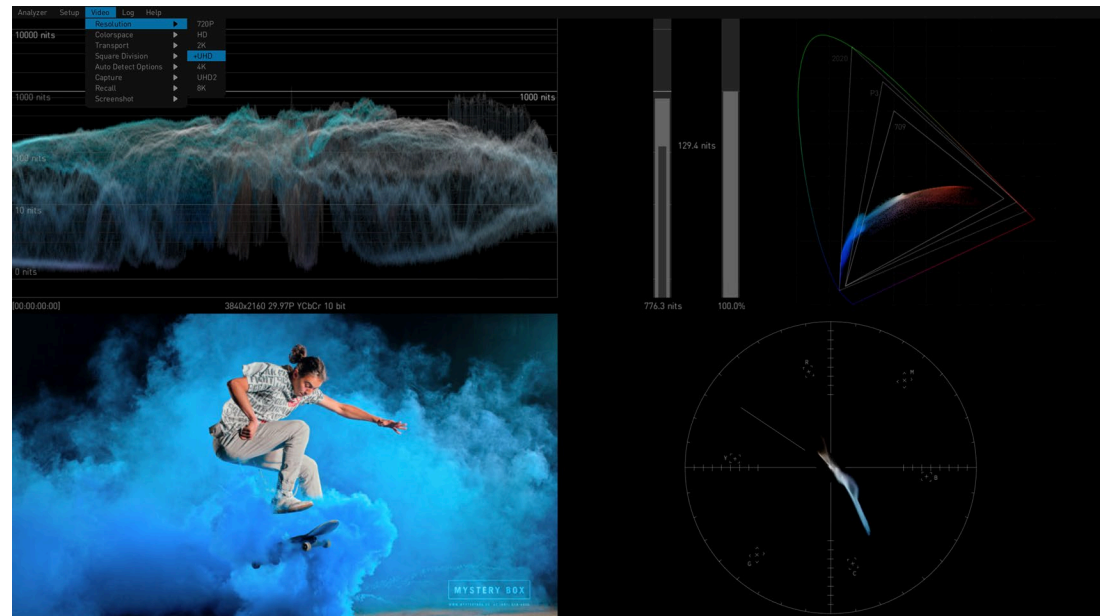 Analyzer Setup Video Log Help
Resolution
Colorspace
Transport
Square Division
Auto Detect Options
Capture
Recall
Screenshot
720P
HD
2K
•UHD
4K
UHD2
8K
10000 nits
1000 nits
1000 nits
100 nits
10 nits
0 nits
129.4 nits
776.3 nits
100.0%
2020
P3
709
[00:00:00:00]
3840x2160 29.97P YCbCr 10 bit
MYSTERY BOX
R
M
Y
B
G
C